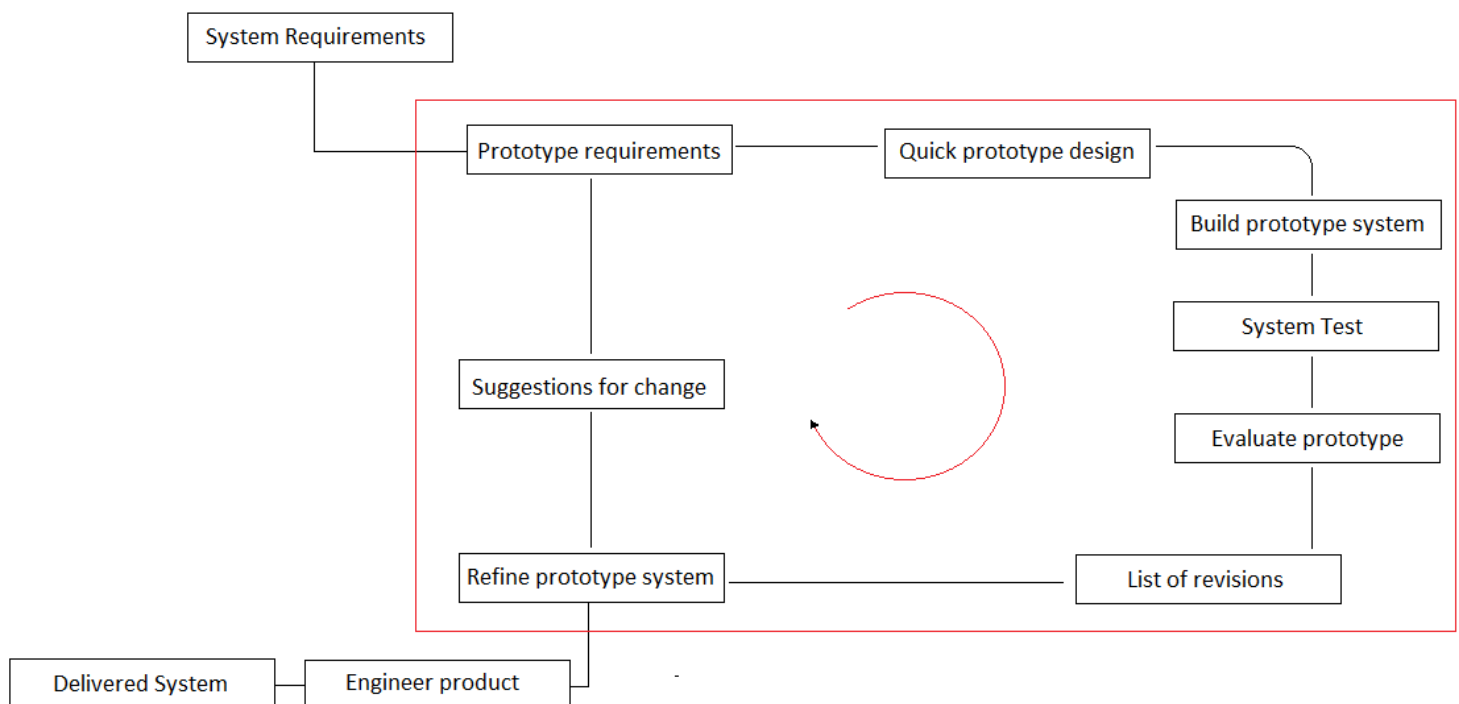 System Requirements
Prototype requirements
Quick prototype design
Build prototype system
System Test
Suggestions for change
Evaluate prototype
Refine prototype system
List of revisions
Delivered System
Engineer product